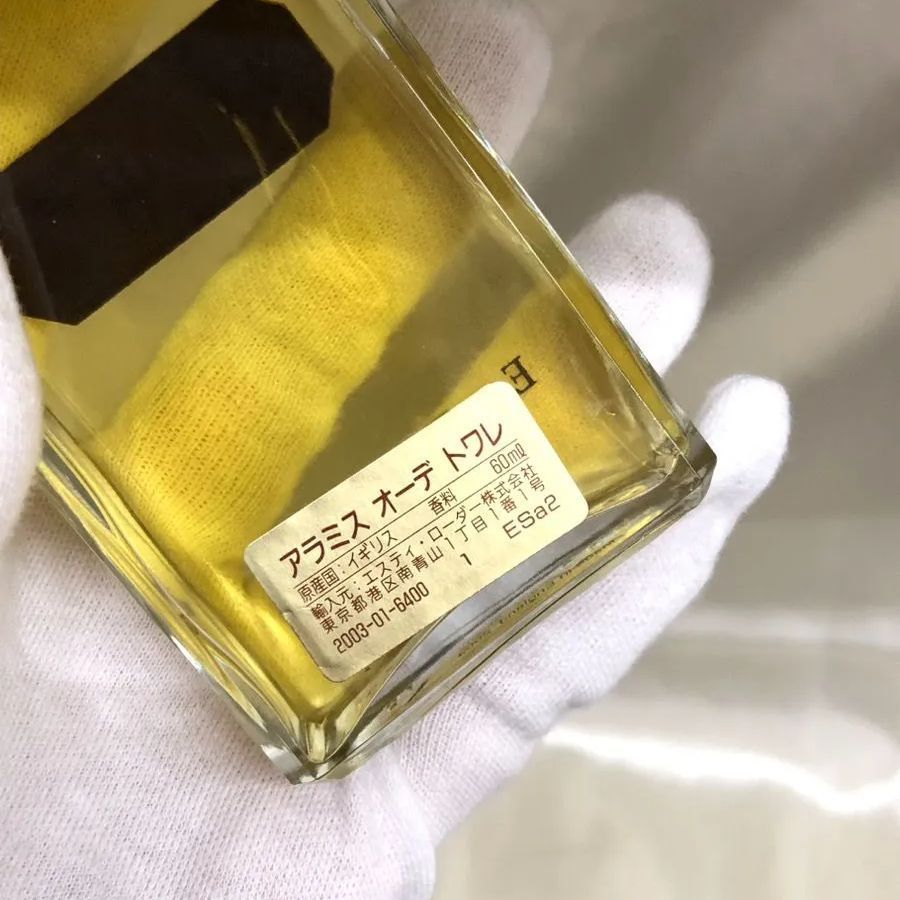 E
アラミス オーデ トワレ
香料 60ml
原産国:イギリス
輸入元:エスティ・ローダー株式会社
東京都港区南青山1丁目1番1号
2003-01-6400 1 ESa2